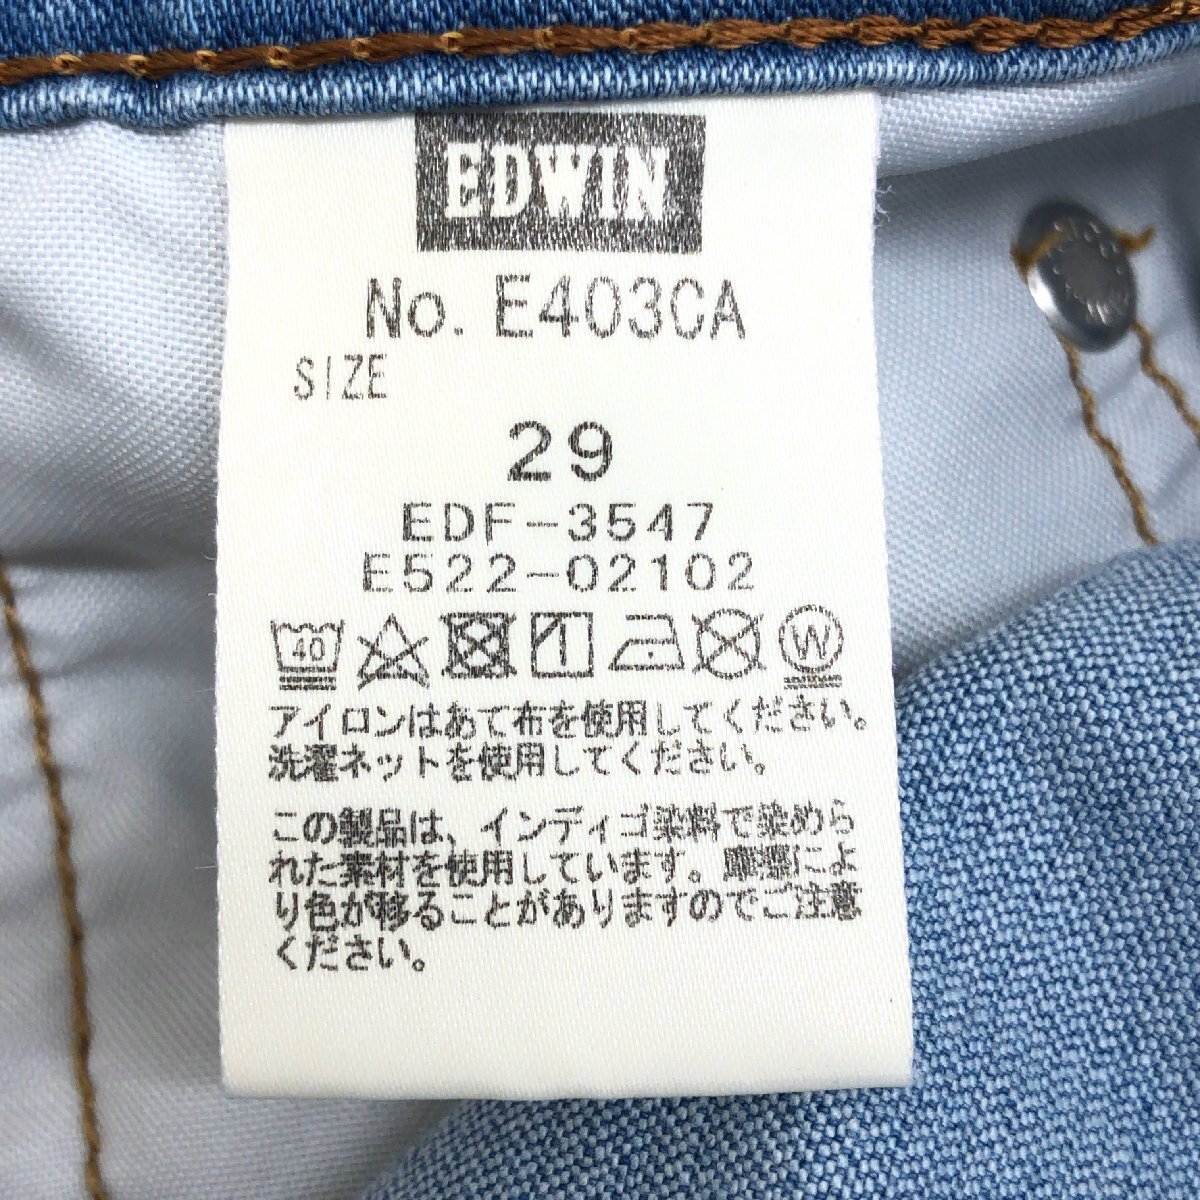 EDWIN
No. E403CA
SIZE
29
EDF-3547
E522-02102
40
W
アイロンはあて布を使用してください。
洗濯ネットを使用してください。
この製品は、インディゴ染料で染めら
れた素材を使用しています。摩擦によ
り色が移ることがありますのでご注意
ください。